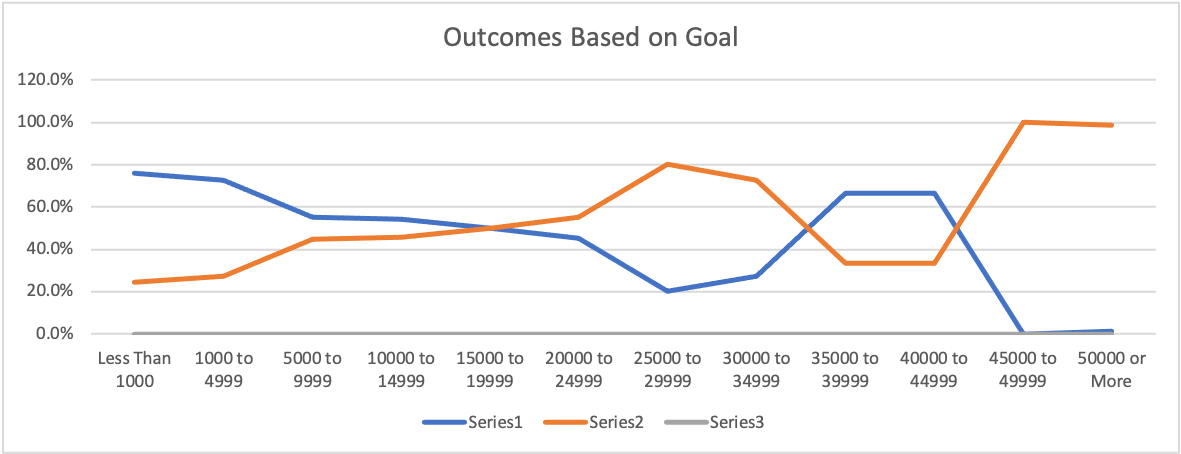 Outcomes Based on Goal
120.0%
100.0%
80.0%
60.0%
40.0%
20.0%
0.0%
Less Than 1000 to 5000 to 10000 to 15000 to 20000 to 25000 to 30000 to 35000 to 40000 to 45000 to 50000 or
1000 4999 9999 14999 19999 24999 29999 34999 39999 44999 49999 More
Series1 Series2 Series3